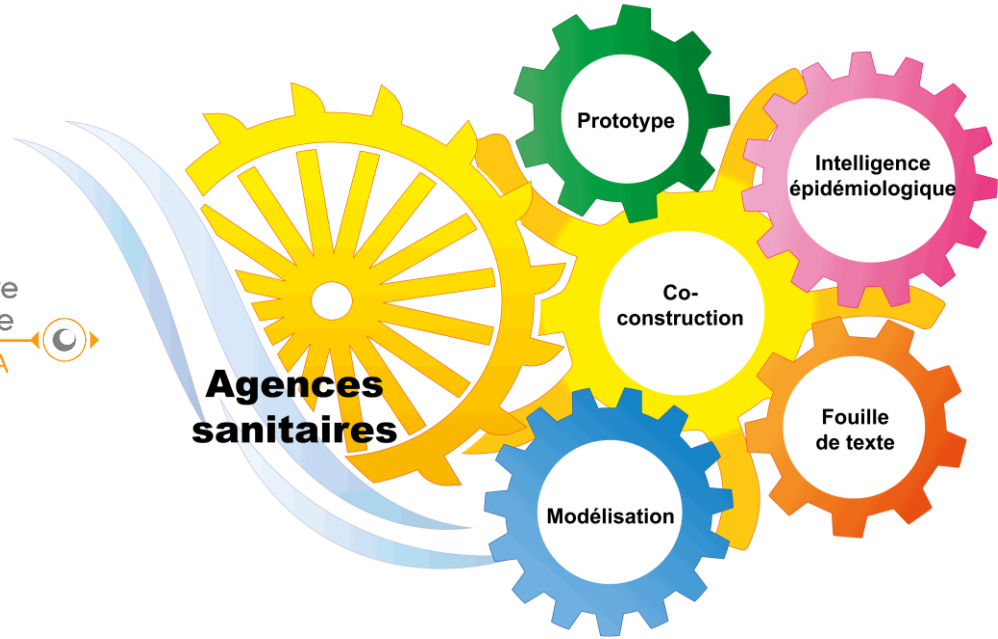 Prototype
Intelligence
épidémiologique
Co-
construction
Agences
sanitaires
Fouille
de texte
Modélisation